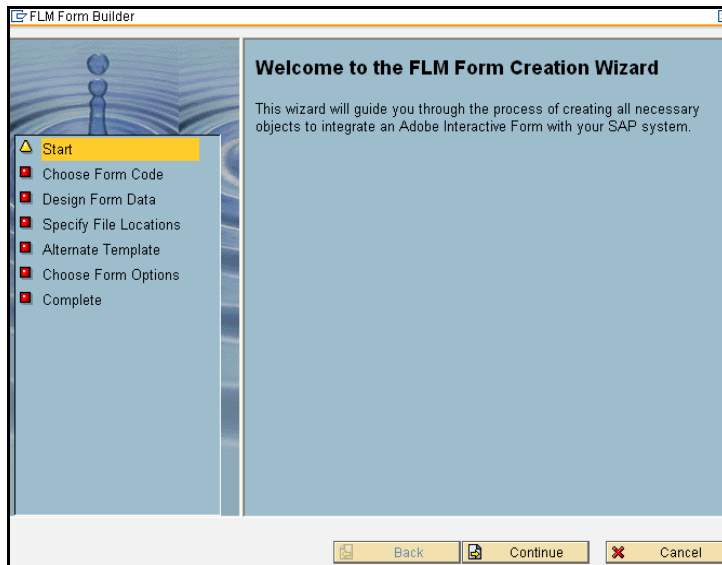 FLM Form Builder
Welcome to the FLM Form Creation Wizard
This wizard will guide you through the process of creating all necessary
objects to integrate an Adobe Interactive Form with your SAP system.
Start
Choose Form Code
Design Form Data
Specify File Locations
Alternate Template
Choose Form Options
Complete
Back
Continue
Cancel